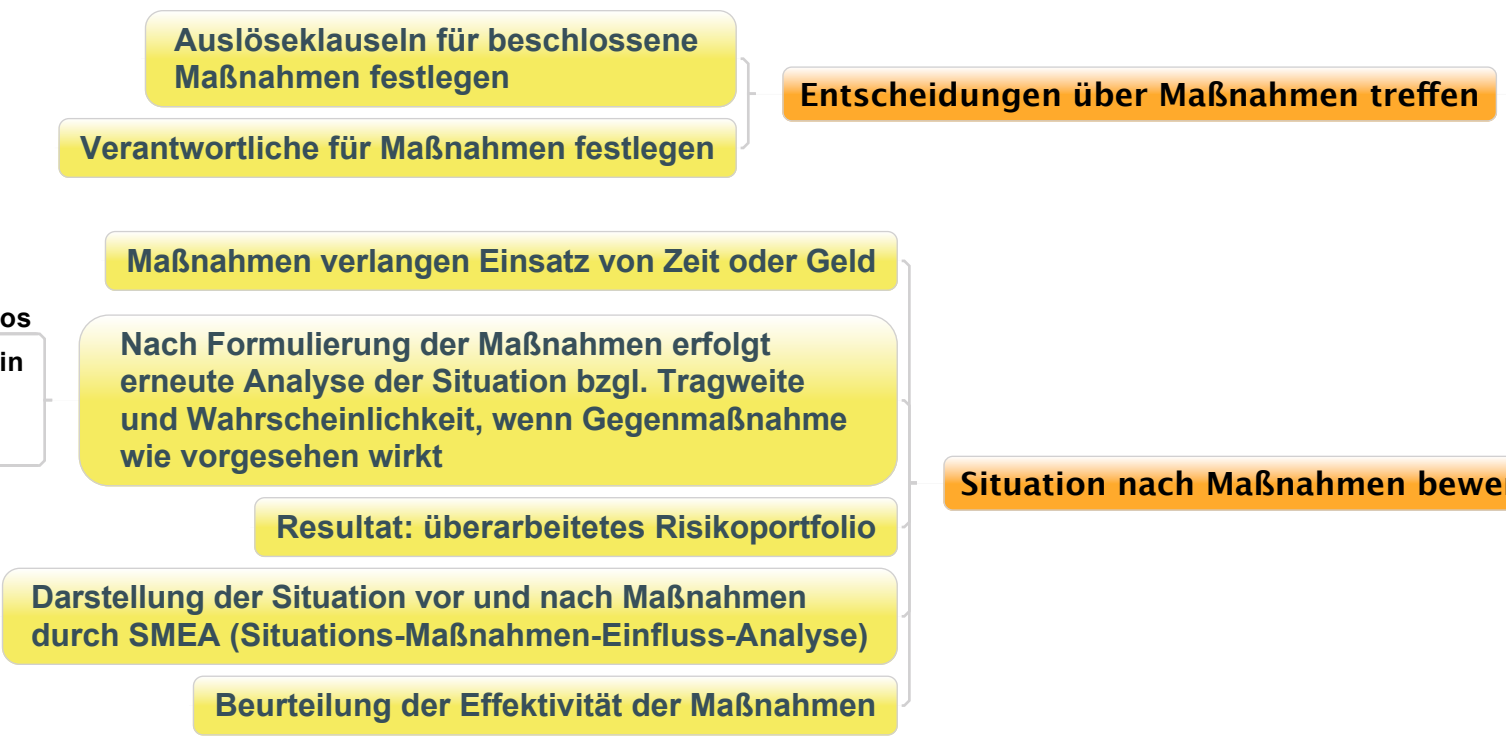 Auslöseklauseln für beschlossene
Maßnahmen festlegen
Verantwortliche für Maßnahmen festlegen
Entscheidungen über Maßnahmen treffen
Maßnahmen verlangen Einsatz von Zeit oder Geld
os
in
Nach Formulierung der Maßnahmen erfolgt
erneute Analyse der Situation bzgl. Tragweite
und Wahrscheinlichkeit, wenn Gegenmaßnahme
wie vorgesehen wirkt
Resultat: überarbeitetes Risikoportfolio
Darstellung der Situation vor und nach Maßnahmen
durch SMEA (Situations-Maßnahmen-Einfluss-Analyse)
Beurteilung der Effektivität der Maßnahmen
Situation nach Maßnahmen bewe